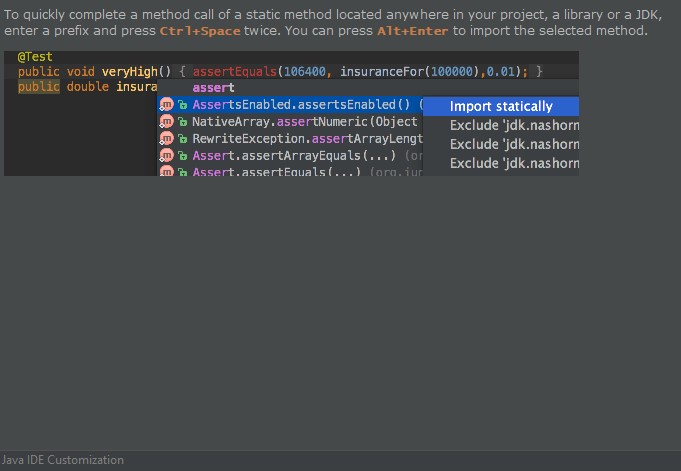 To quickly complete a method call of a static method located anywhere in your project, a library or a JDK,
enter a prefix and press Ctrl+Space twice. You can press Alt+Enter to import the selected method.
@Test
public void veryHigh() { assertEquals(106400, insuranceFor(100000),0.01); }
public double insura
assert
m AssertsEnabled.assertsEnabled() (
Import statically
m NativeArray.assertNumeric(Object
Exclude 'jdk.nashorn
m RewriteException.assertArrayLengt
Exclude 'jdk.nashorn
m Assert.assertArrayEquals(...) (or
Exclude 'jdk.nashorn
m Assert.assertEquals(...) (org.jun
Java IDE Customization